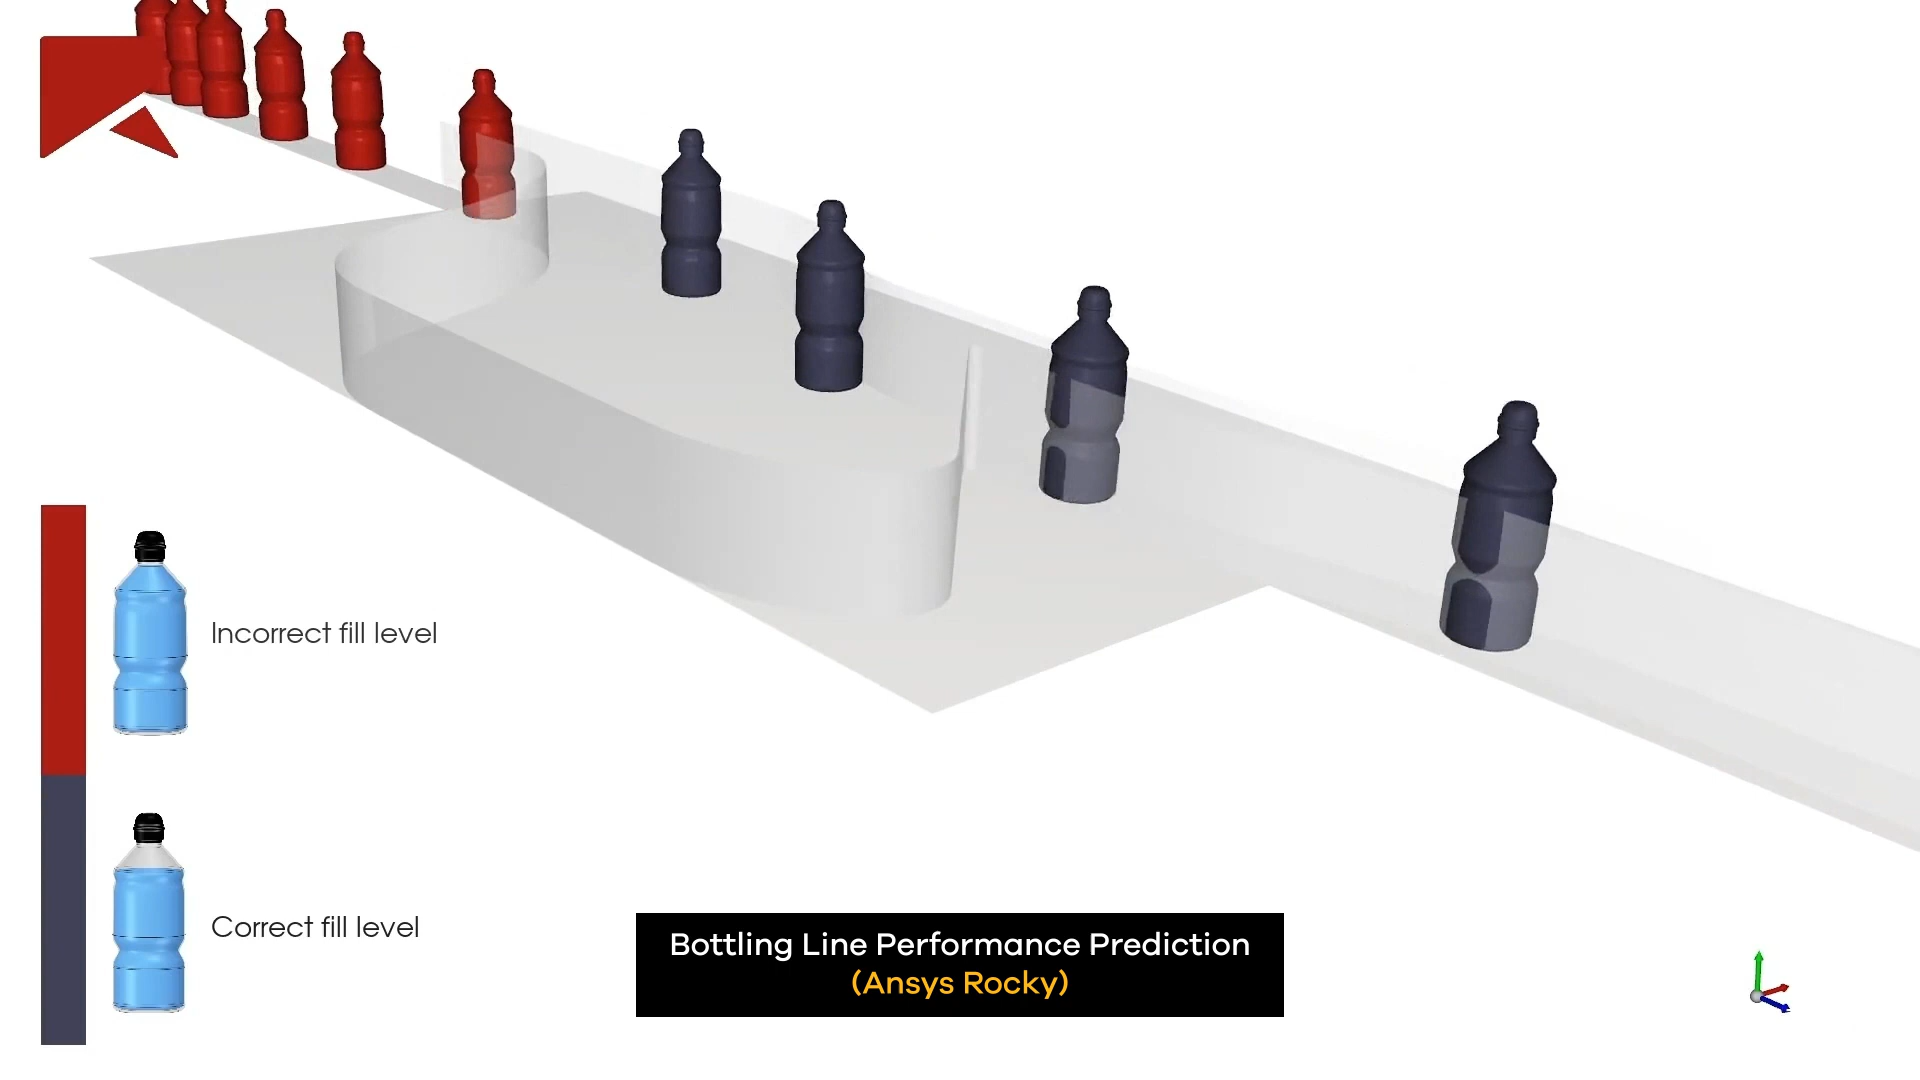 Incorrect fill level
Correct fill level
Bottling Line Performance Prediction
(Ansys Rocky)